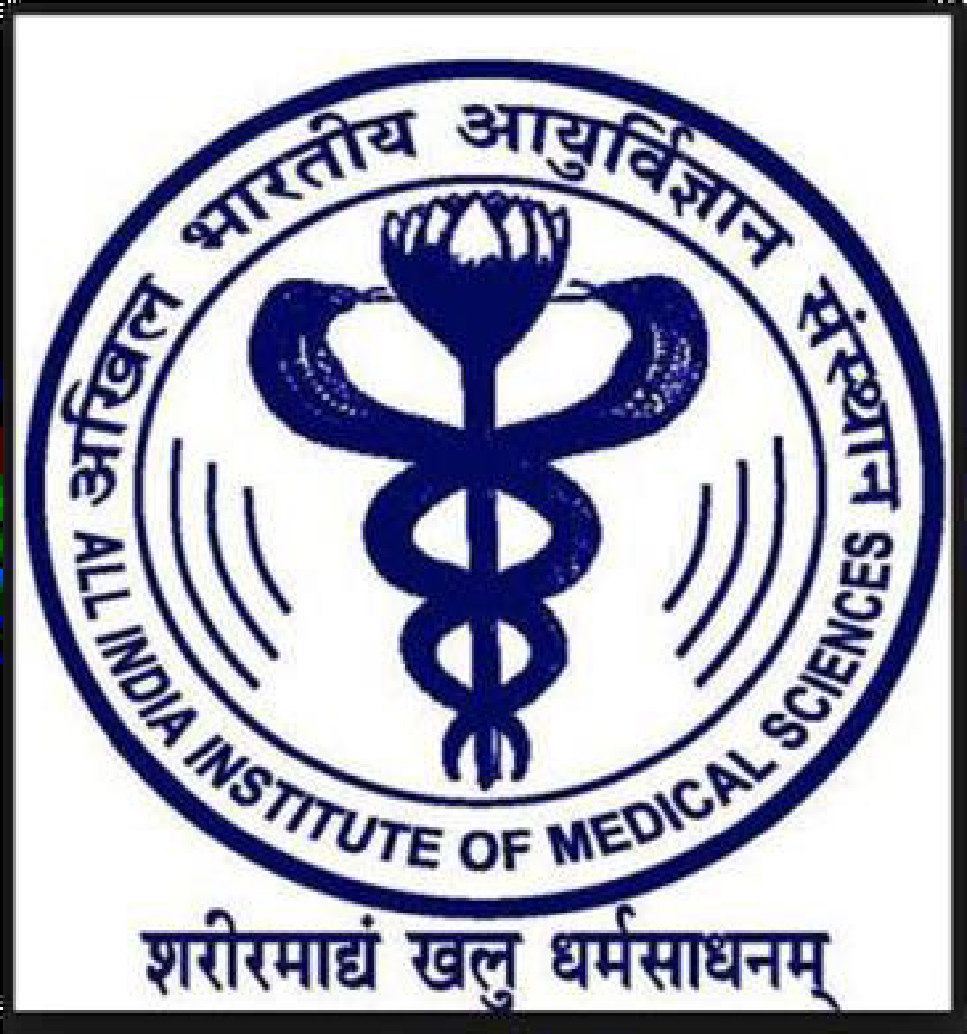 अखिल भारतीय आयुर्विज्ञान संस्थान
ALL INDIA INSTITUTE OF MEDICAL SCIENCES
शरीरमाद्यं खलु धर्मसाधनम्